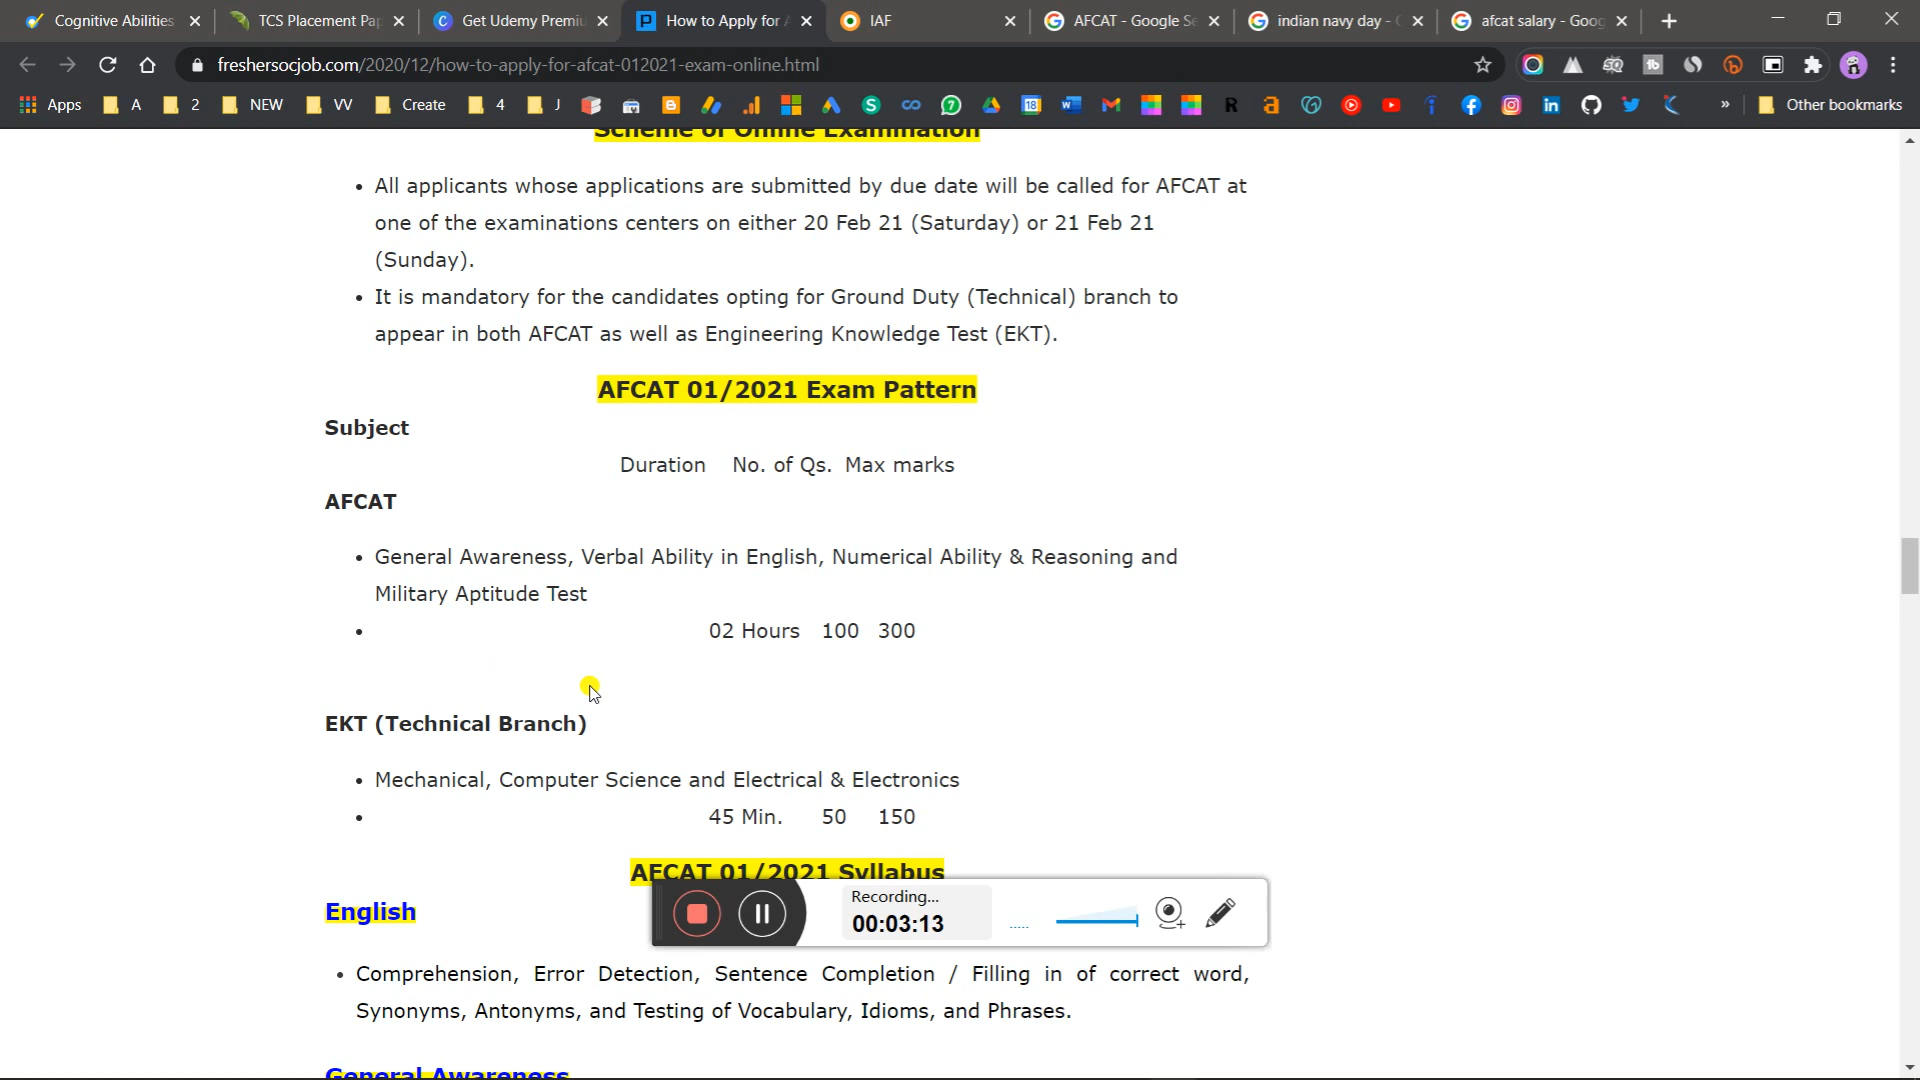 Cognitive Abilities
TCS Placement Pap
Get Udemy Premiu
How to Apply for A
IAF
AFCAT - Google Se
indian navy day - G
afcat salary - Goog
freshersocjob.com/2020/12/how-to-apply-for-afcat-012021-exam-online.html
Apps A 2 NEW VV Create 4 J Other bookmarks
Scheme of Online Examination
• All applicants whose applications are submitted by due date will be called for AFCAT at
one of the examinations centers on either 20 Feb 21 (Saturday) or 21 Feb 21
(Sunday).
• It is mandatory for the candidates opting for Ground Duty (Technical) branch to
appear in both AFCAT as well as Engineering Knowledge Test (EKT).
AFCAT 01/2021 Exam Pattern
Subject
Duration No. of Qs. Max marks
AFCAT
• General Awareness, Verbal Ability in English, Numerical Ability & Reasoning and
Military Aptitude Test
• 02 Hours 100 300
EKT (Technical Branch)
• Mechanical, Computer Science and Electrical & Electronics
• 45 Min. 50 150
AFCAT 01/2021 Syllabus
Recording...
00:03:13
English
• Comprehension, Error Detection, Sentence Completion / Filling in of correct word,
Synonyms, Antonyms, and Testing of Vocabulary, Idioms, and Phrases.
General Awareness